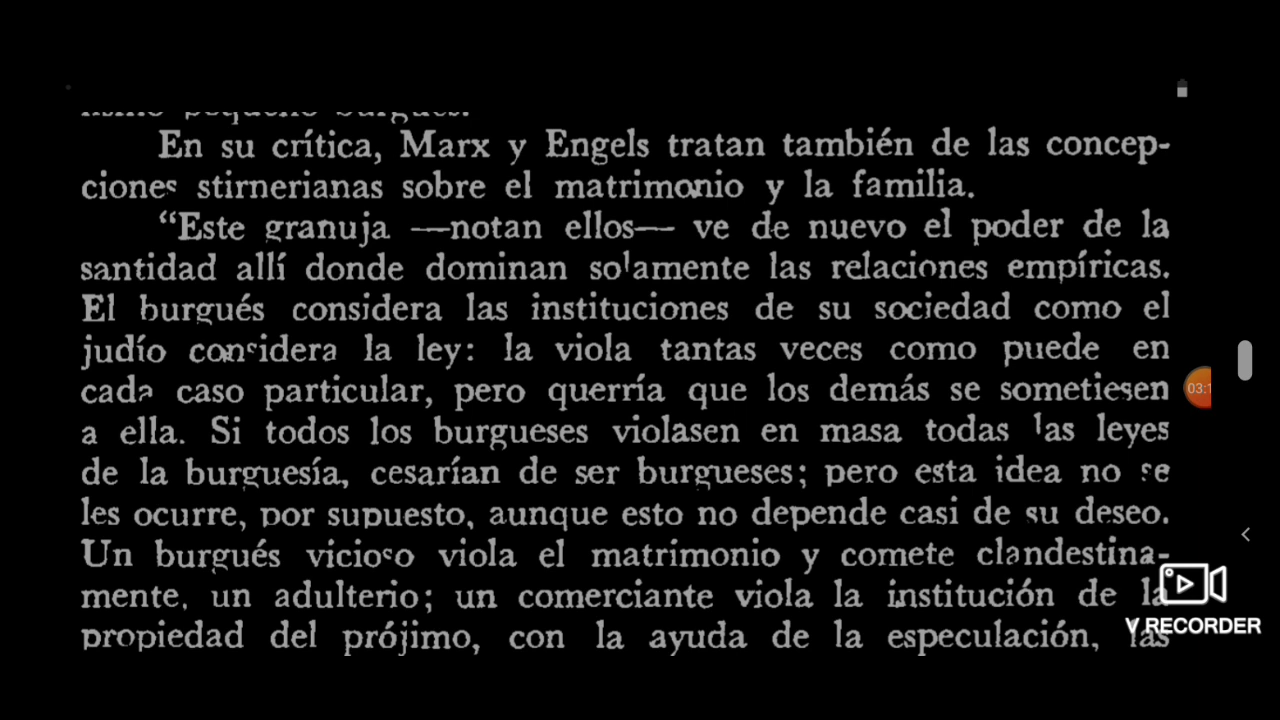 En su crítica, Marx y Engels tratan también de las concep-
ciones stirnerianas sobre el matrimonio y la familia.
“Este granuja —notan ellos— ve de nuevo el poder de la
santidad allí donde dominan solamente las relaciones empíricas.
El burgués considera las instituciones de su sociedad como el
judío considera la ley: la viola tantas veces como puede en
cada caso particular, pero querría que los demás se sometiesen
a ella. Si todos los burgueses violasen en masa todas las leyes
de la burguesía, cesarían de ser burgueses; pero esta idea no se
les ocurre, por supuesto, aunque esto no depende casi de su deseo.
Un burgués vicioso viola el matrimonio y comete clandestina-
mente, un adulterio; un comerciante viola la institución de la
propiedad del prójimo, con la ayuda de la especulación, las
03:1
V RECORDER